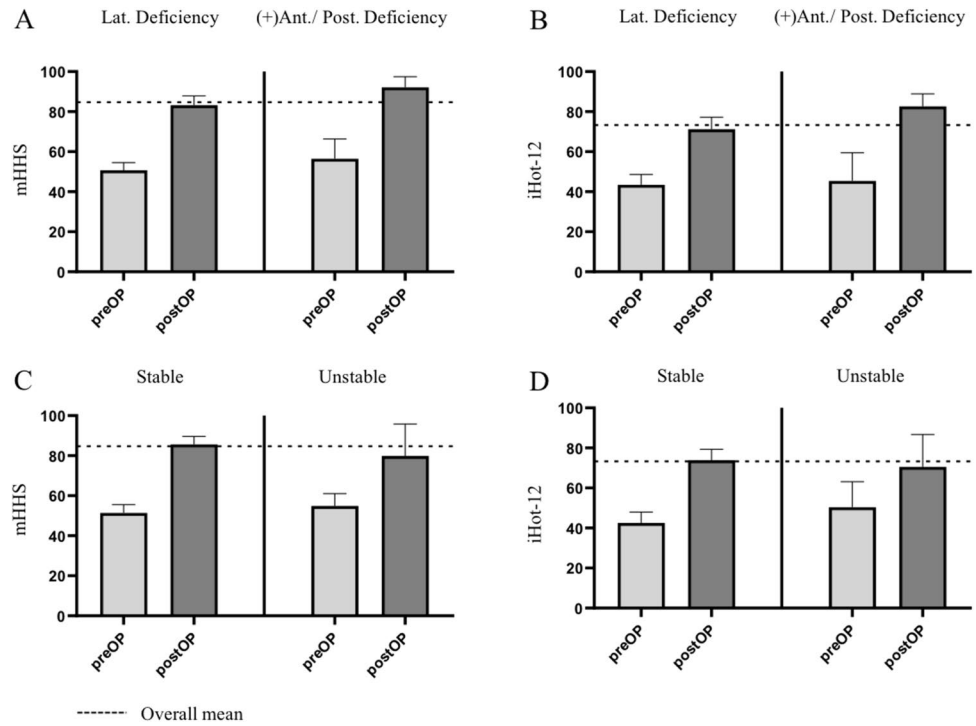 A
Lat. Deficiency
(+)Ant./ Post. Deficiency
mHHS
100
80
60
40
20
0
preOP
postOP
preOP
postOP
B
Lat. Deficiency
(+)Ant./ Post. Deficiency
iHot-12
100
80
60
40
20
0
preOP
postOP
preOP
postOP
C
Stable
Unstable
mHHS
100
80
60
40
20
0
preOP
postOP
preOP
postOP
D
Stable
Unstable
iHot-12
100
80
60
40
20
0
preOP
postOP
preOP
postOP
Overall mean